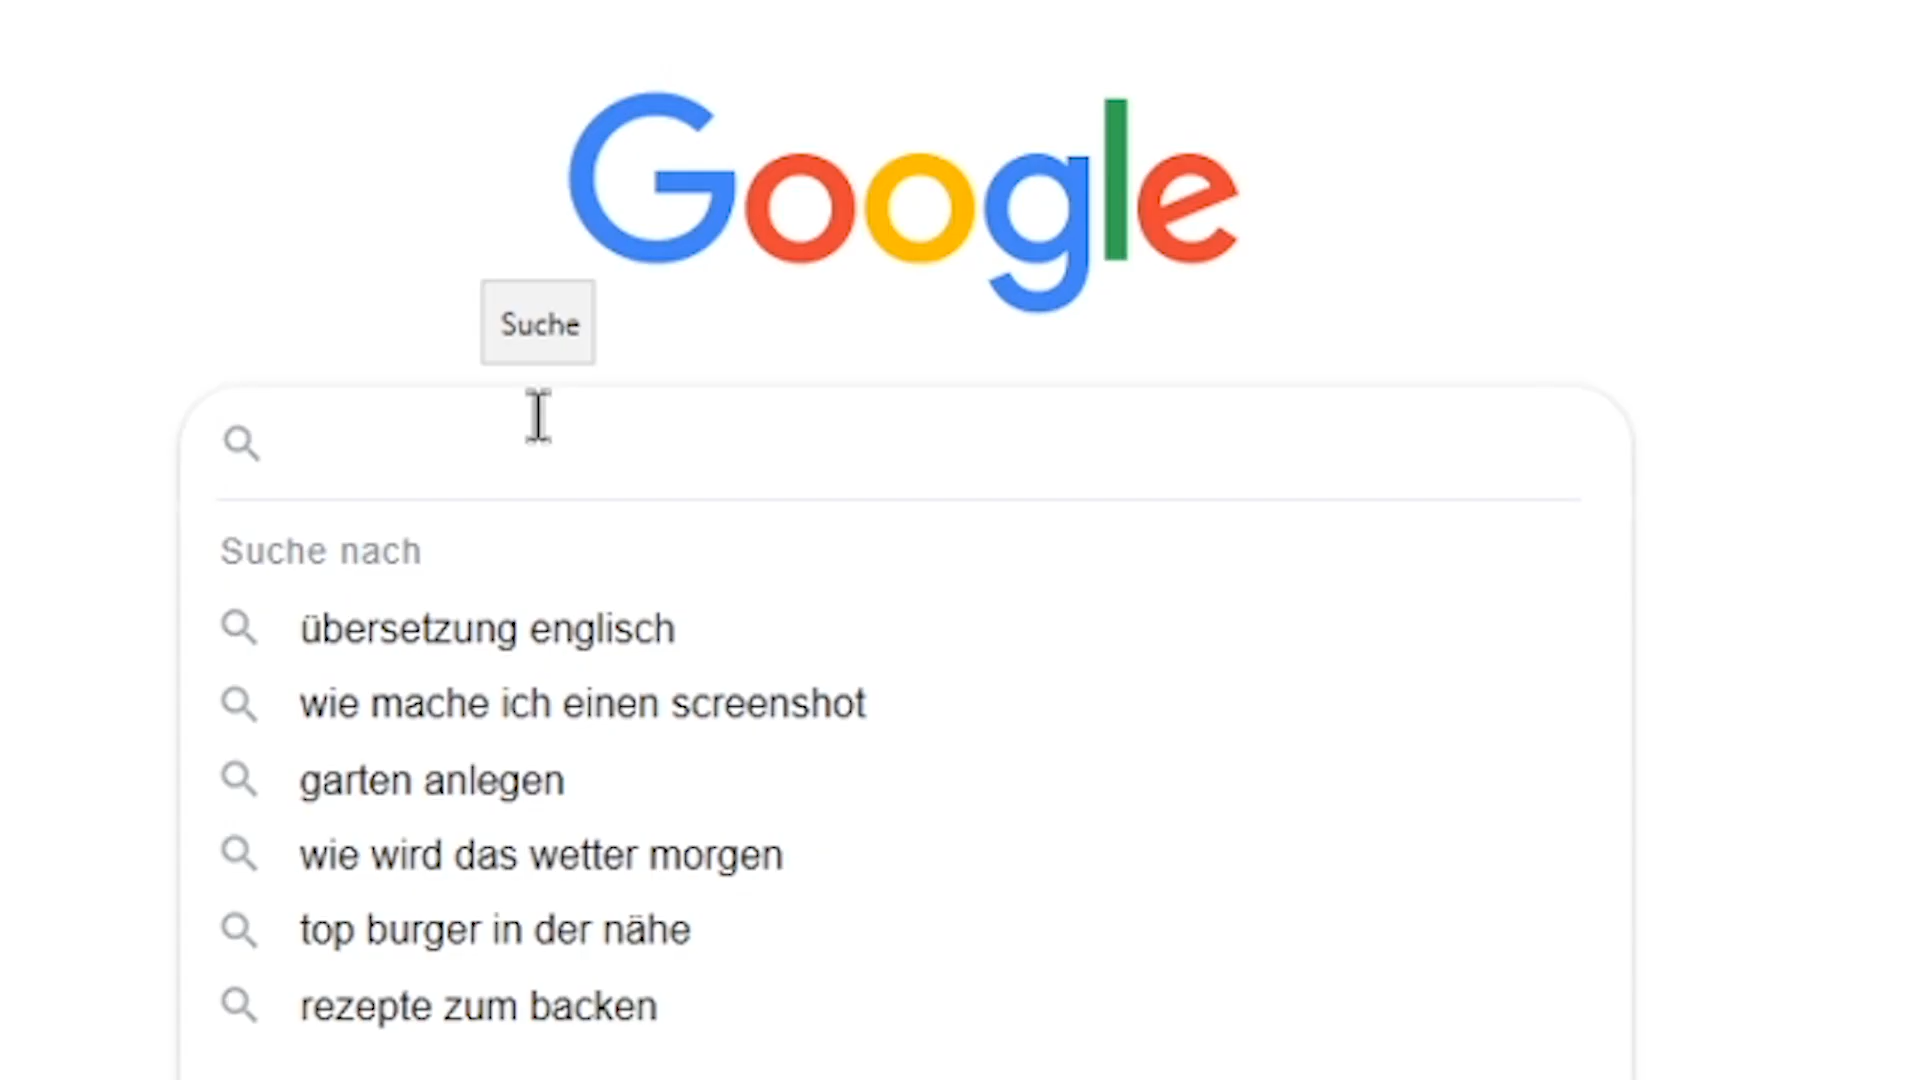 Google
Suche
Suche nach
übersetzung englisch
wie mache ich einen screenshot
garten anlegen
wie wird das wetter morgen
top burger in der nähe
rezepte zum backen